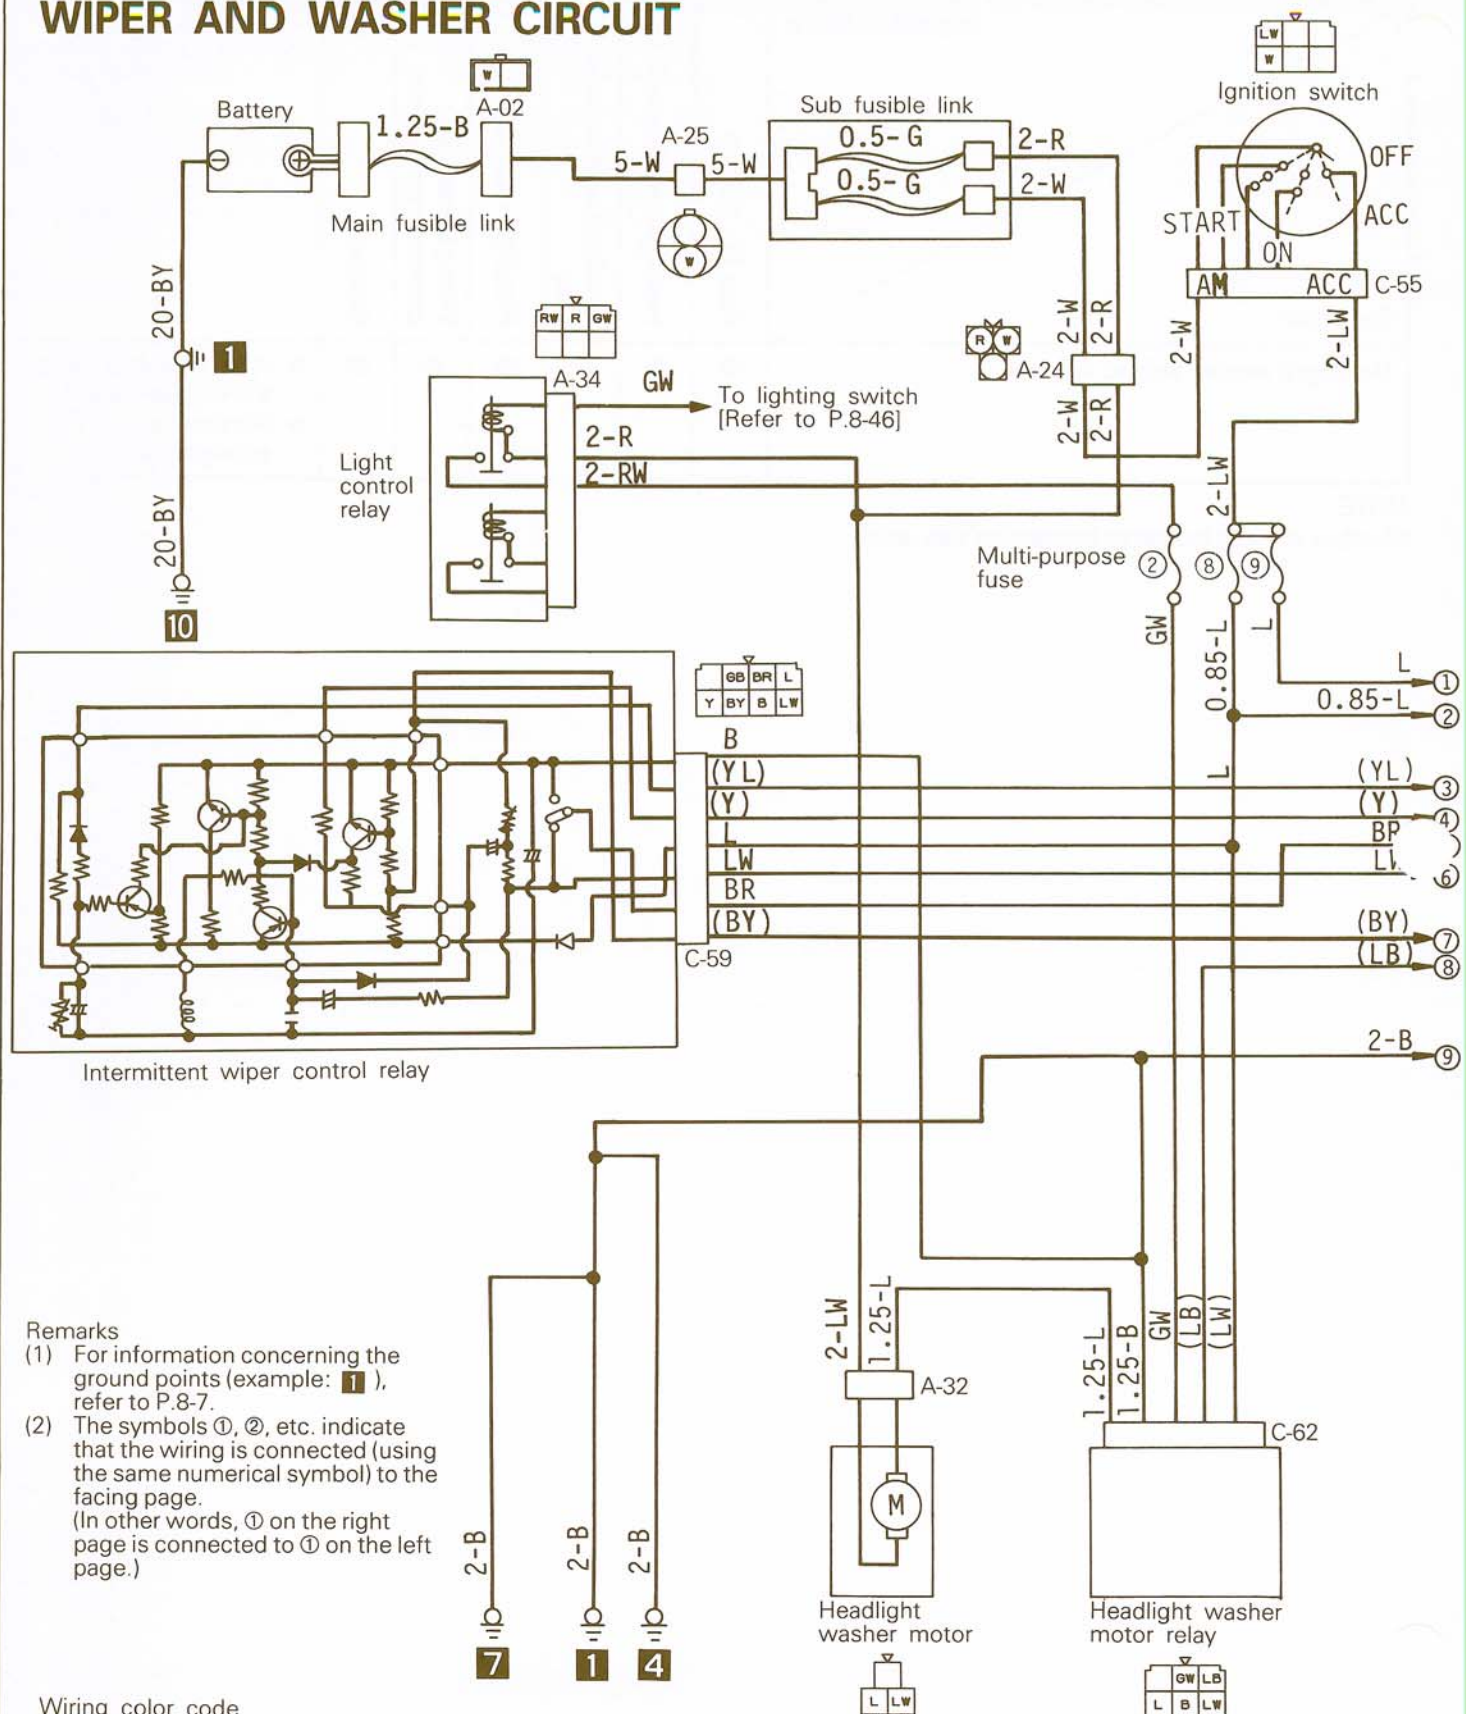 WIPER AND WASHER CIRCUIT
W
A-02
Battery
1.25-B
Main fusible link
A-25
5-W
5-W
W
Sub fusible link
0.5-G
0.5-G
2-R
2-W
LW
W
Ignition switch
OFF
START
ACC
ON
AM
ACC
C-55
20-BY
1
20-BY
10
RW R GW
A-34
GW
To lighting switch
[Refer to P.8-46]
2-R
2-RW
Light
control
relay
R W
A-24
2-W
2-R
2-W
2-R
2-W
2-LW
2-LW
Multi-purpose
fuse
②
⑧
⑨
GW
0.85-L
L
L
①
0.85-L
②
L
GB BR L
Y BY B LW
B
(YL)
(Y)
L
LW
BR
(BY)
C-59
(YL)
③
(Y)
④
⑥
(BY)
⑦
(LB)
⑧
2-B
⑨
Intermittent wiper control relay
Remarks
(1) For information concerning the
ground points (example: 1 ),
refer to P.8-7.
(2) The symbols ①, ②, etc. indicate
that the wiring is connected (using
the same numerical symbol) to the
facing page.
(In other words, ① on the right
page is connected to ① on the left
page.)
2-B
2-B
2-B
7
1
4
2-LW
1.25-L
A-32
M
Headlight
washer motor
L LW
1.25-L
1.25-B
GW
(LB)
(LW)
C-62
Headlight washer
motor relay
GW LB
L B LW
Wiring color code